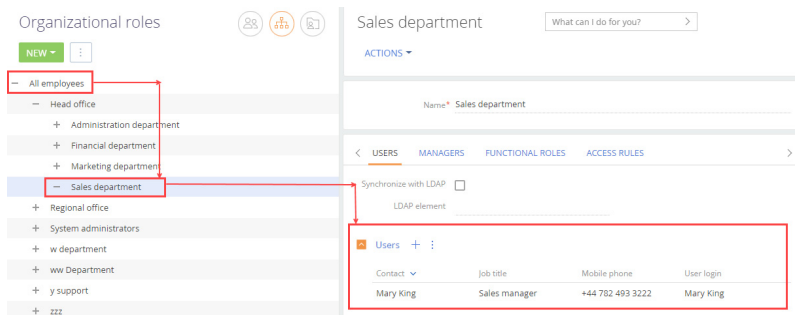 Organizational roles
NEW
All employees
Head office
Administration department
Financial department
Marketing department
Sales department
Regional office
System administrators
w department
ww Department
y support
zzz
Sales department
What can I do for you?
ACTIONS
Name* Sales department
USERS MANAGERS FUNCTIONAL ROLES ACCESS RULES
Synchronize with LDAP
LDAP element
Users
Contact Job title Mobile phone User login
Mary King Sales manager +44 782 493 3222 Mary King